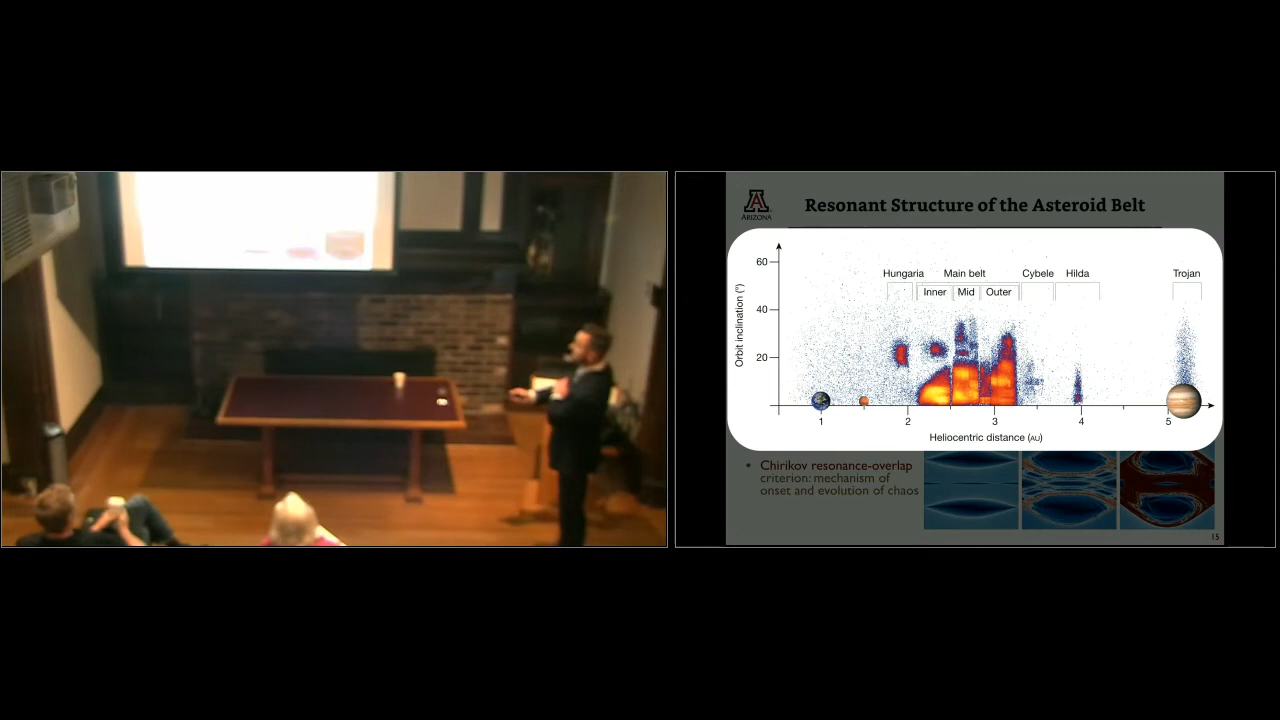 ARIZONA
Resonant Structure of the Asteroid Belt
60
40
20
Orbit inclination (°)
Hungaria
Main belt
Cybele
Hilda
Trojan
Inner
Mid
Outer
1
2
3
4
5
Heliocentric distance (AU)
• Chirikov resonance-overlap
criterion: mechanism of
onset and evolution of chaos
15